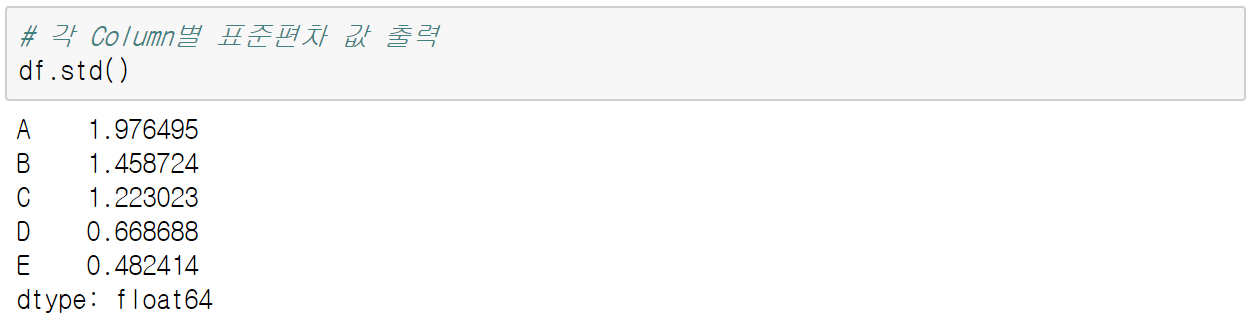 # 각 Column별 표준편차 값 출력
df.std()
A    1.976495
B    1.458724
C    1.223023
D    0.668688
E    0.482414
dtype: float64